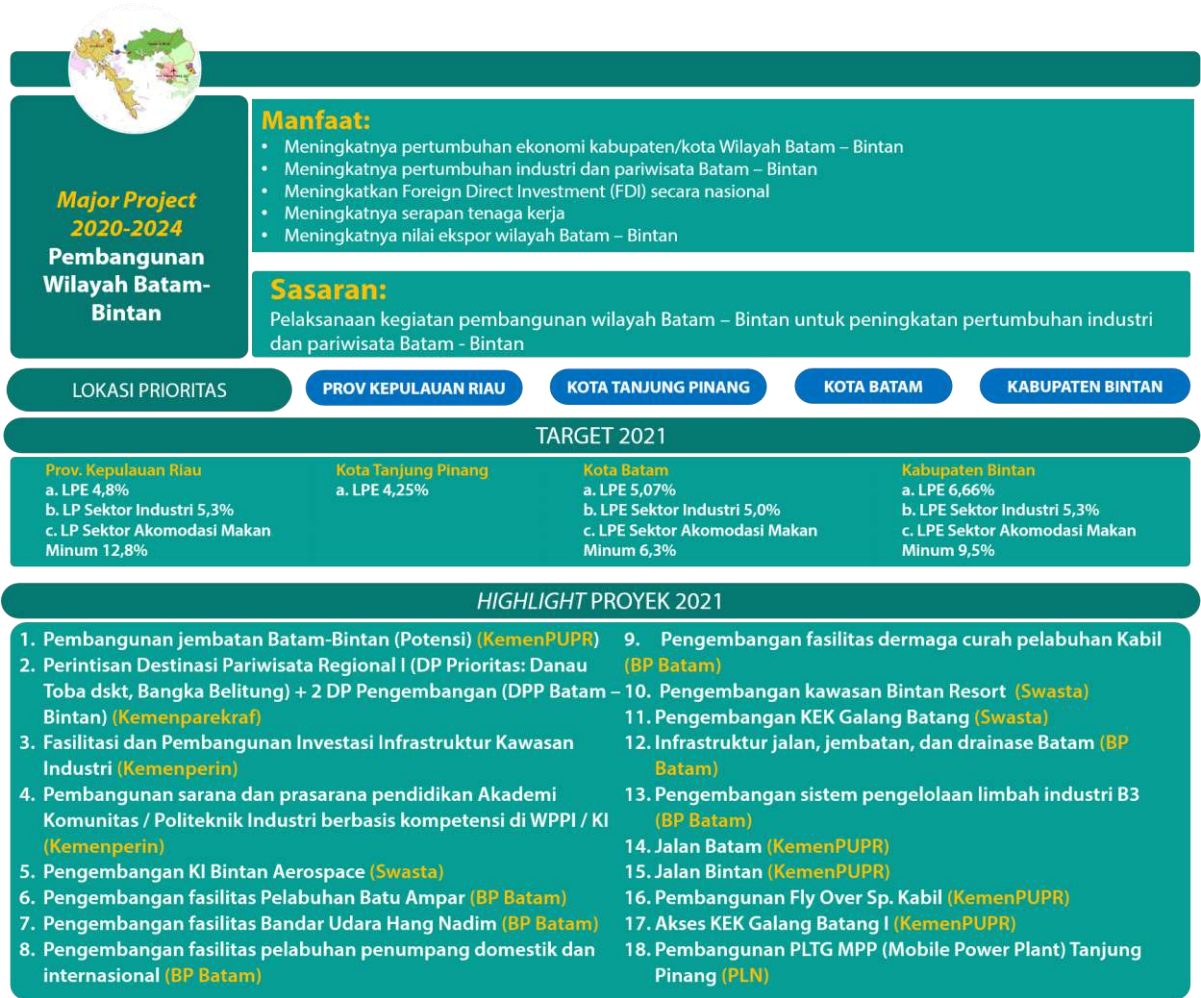 Major Project
2020-2024
Pembangunan
Wilayah Batam-
Bintan
Manfaat:
• Meningkatnya pertumbuhan ekonomi kabupaten/kota Wilayah Batam – Bintan
• Meningkatnya pertumbuhan industri dan pariwisata Batam – Bintan
• Meningkatkan Foreign Direct Investment (FDI) secara nasional
• Meningkatnya serapan tenaga kerja
• Meningkatnya nilai ekspor wilayah Batam – Bintan
Sasaran:
Pelaksanaan kegiatan pembangunan wilayah Batam – Bintan untuk peningkatan pertumbuhan industri
dan pariwisata Batam - Bintan
LOKASI PRIORITAS
PROV KEPULAUAN RIAU
KOTA TANJUNG PINANG
KOTA BATAM
KABUPATEN BINTAN
TARGET 2021
Prov. Kepulauan Riau
a. LPE 4,8%
b. LP Sektor Industri 5,3%
c. LP Sektor Akomodasi Makan
Minum 12,8%
Kota Tanjung Pinang
a. LPE 4,25%
Kota Batam
a. LPE 5,07%
b. LPE Sektor Industri 5,0%
c. LPE Sektor Akomodasi Makan
Minum 6,3%
Kabupaten Bintan
a. LPE 6,66%
b. LPE Sektor Industri 5,3%
c. LPE Sektor Akomodasi Makan
Minum 9,5%
HIGHLIGHT PROYEK 2021
1. Pembangunan jembatan Batam-Bintan (Potensi) (KemenPUPR)
2. Perintisan Destinasi Pariwisata Regional I (DP Prioritas: Danau
Toba dskt, Bangka Belitung) + 2 DP Pengembangan (DPP Batam –
Bintan) (Kemenparekraf)
3. Fasilitasi dan Pembangunan Investasi Infrastruktur Kawasan
Industri (Kemenperin)
4. Pembangunan sarana dan prasarana pendidikan Akademi
Komunitas / Politeknik Industri berbasis kompetensi di WPPI / KI
(Kemenperin)
5. Pengembangan KI Bintan Aerospace (Swasta)
6. Pengembangan fasilitas Pelabuhan Batu Ampar (BP Batam)
7. Pengembangan fasilitas Bandar Udara Hang Nadim (BP Batam)
8. Pengembangan fasilitas pelabuhan penumpang domestik dan
internasional (BP Batam)
9. Pengembangan fasilitas dermaga curah pelabuhan Kabil
(BP Batam)
10. Pengembangan kawasan Bintan Resort (Swasta)
11. Pengembangan KEK Galang Batang (Swasta)
12. Infrastruktur jalan, jembatan, dan drainase Batam (BP
Batam)
13. Pengembangan sistem pengelolaan limbah industri B3
(BP Batam)
14. Jalan Batam (KemenPUPR)
15. Jalan Bintan (KemenPUPR)
16. Pembangunan Fly Over Sp. Kabil (KemenPUPR)
17. Akses KEK Galang Batang I (KemenPUPR)
18. Pembangunan PLTG MPP (Mobile Power Plant) Tanjung
Pinang (PLN)